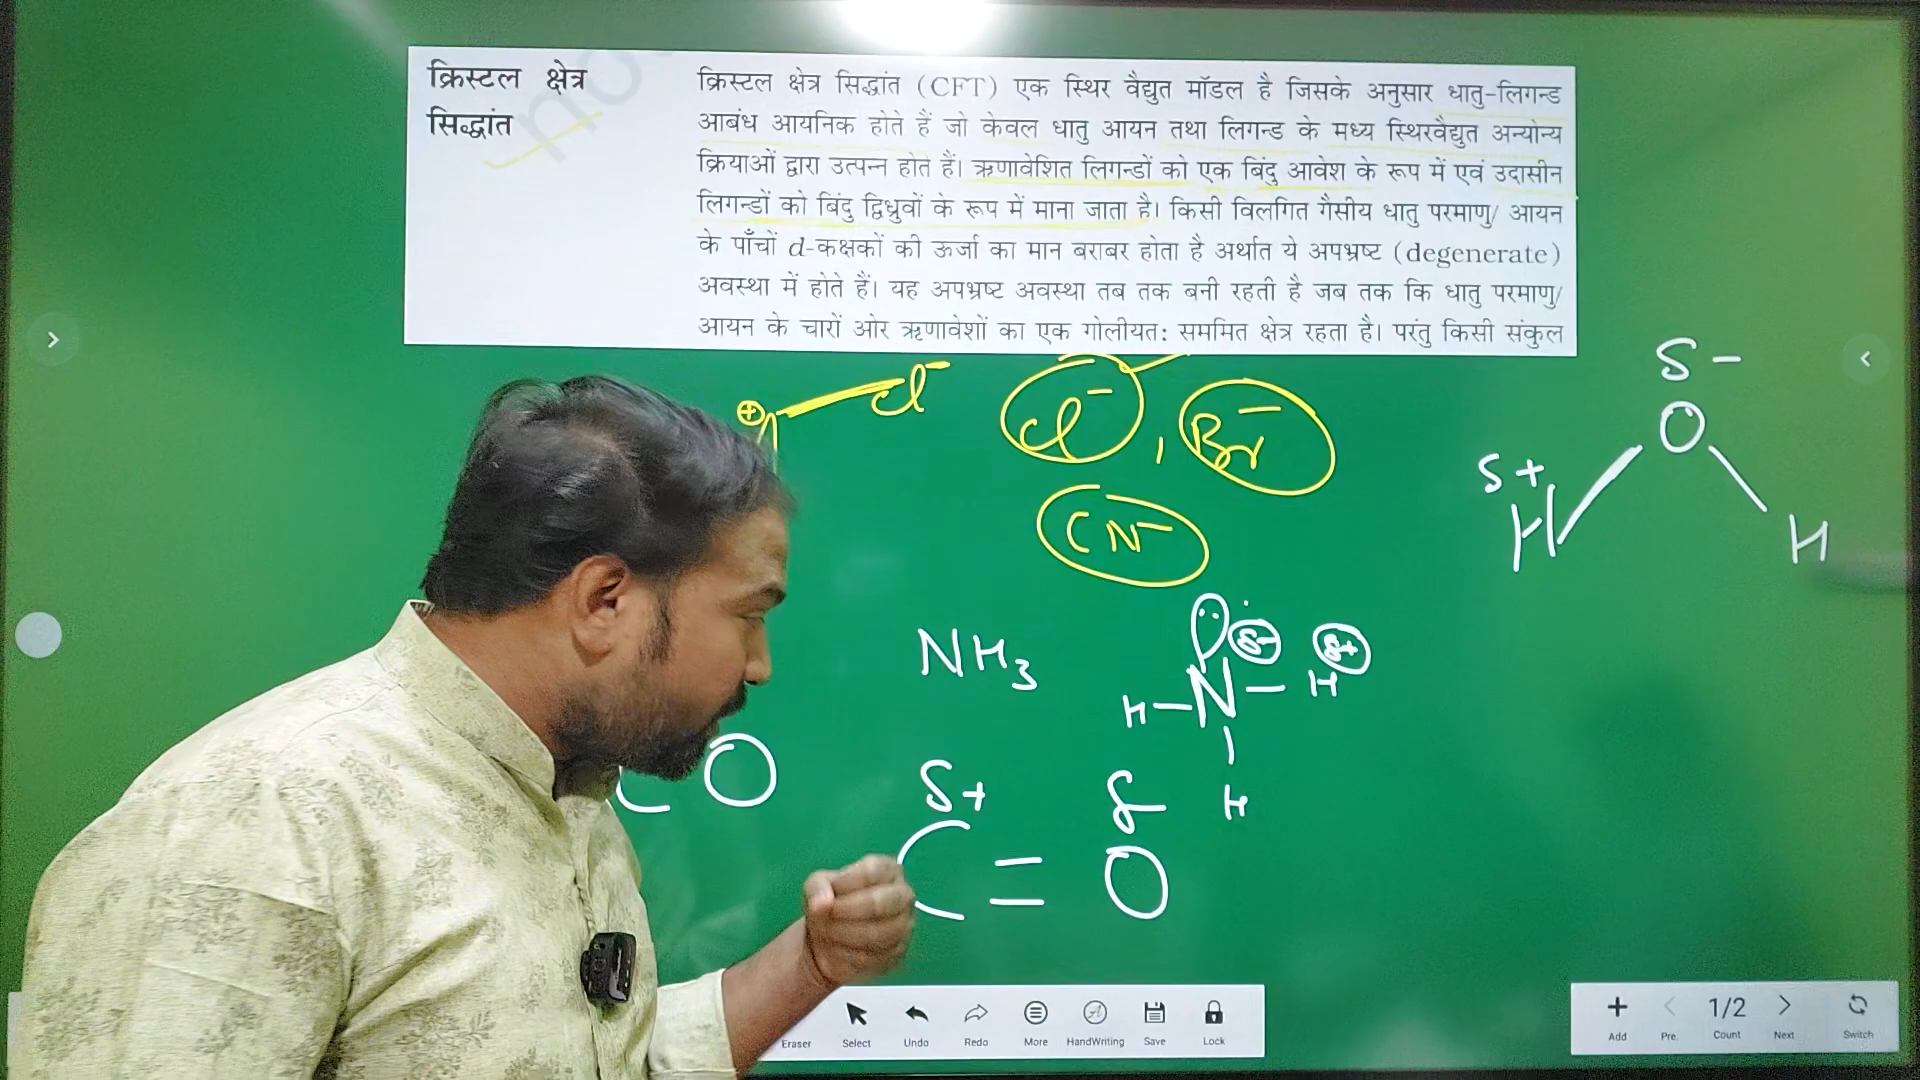 क्रिस्टल क्षेत्र
सिद्धांत
क्रिस्टल क्षेत्र सिद्धांत (CFT) एक स्थिर वैद्युत मॉडल है जिसके अनुसार धातु-लिगन्ड
आबंध आयनिक होते हैं जो केवल धातु आयन तथा लिगन्ड के मध्य स्थिरवैद्युत अन्योन्य
क्रियाओं द्वारा उत्पन्न होते हैं। ऋणावेशित लिगन्डों को एक बिंदु आवेश के रूप में एवं उदासीन
लिगन्डों को बिंदु द्विध्रुवों के रूप में माना जाता है। किसी विलगित गैसीय धातु परमाणु/ आयन
के पाँचों d-कक्षकों की ऊर्जा का मान बराबर होता है अर्थात ये अपभ्रष्ट (degenerate)
अवस्था में होते हैं। यह अपभ्रष्ट अवस्था तब तक बनी रहती है जब तक कि धातु परमाणु/
आयन के चारों ओर ऋणावेशों का एक गोलीयत: सममित क्षेत्र रहता है। परंतु किसी संकुल
+ Cl⁻
Cl⁻, Br⁻
CN⁻
δ-
O
δ+
H H
NH₃
δ- δ+
H-N-H
H
CO
δ+
C=O
Eraser Select Undo Redo More HandWriting Save Lock
1/2
Add Pre. Count Next Switch